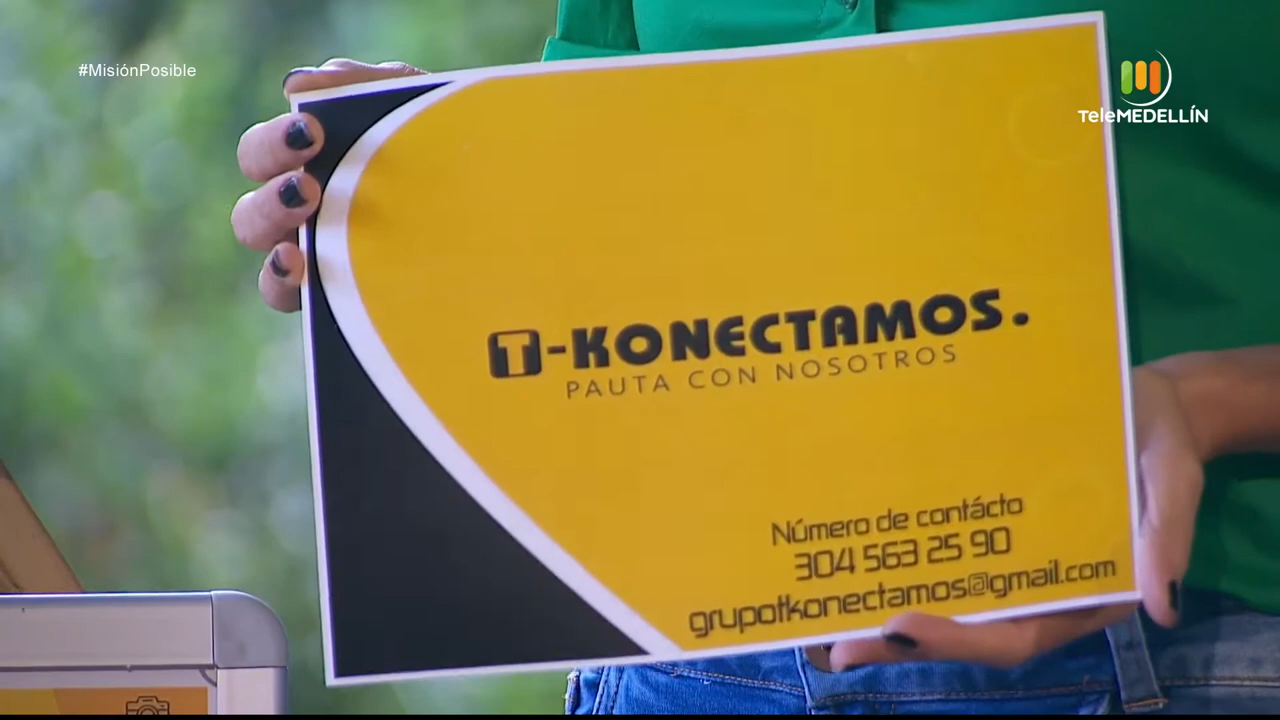 #MisiónPosible
TeleMEDELLÍN
T-KONECTAMOS.
PAUTA CON NOSOTROS
Número de contácto
304 563 25 90
grupotkonectamos@gmail.com